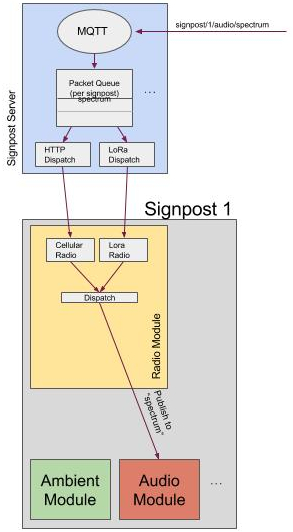 signpost/1/audio/spectrum
MQTT
Signpost Server
Packet Queue
(per signpost)
spectrum
...
HTTP
Dispatch
LoRa
Dispatch
Signpost 1
Cellular
Radio
Lora
Radio
Dispatch
Radio Module
Publish to
"spectrum"
Ambient
Module
Audio
Module
...